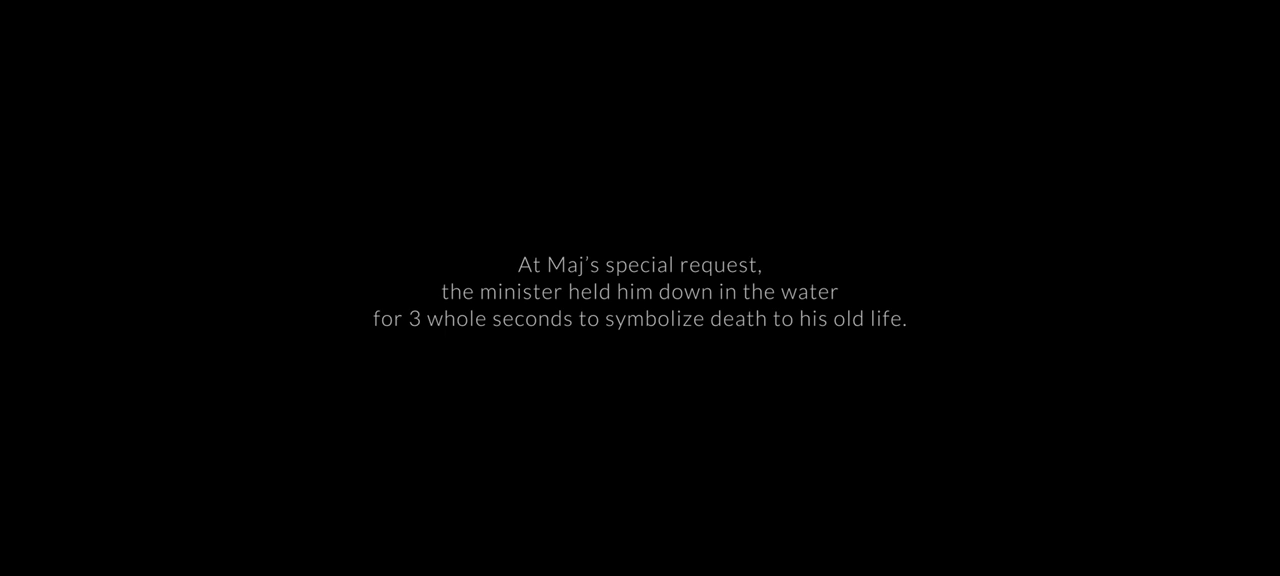 At Maj’s special request,
the minister held him down in the water
for 3 whole seconds to symbolize death to his old life.